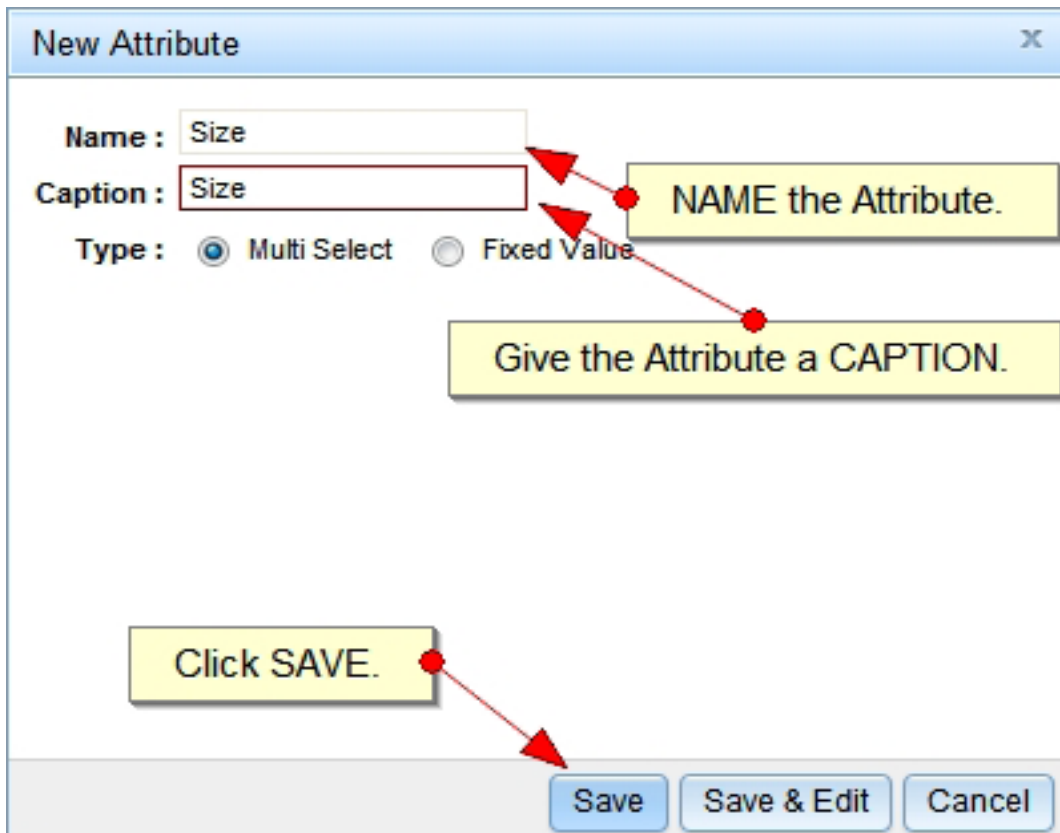 New Attribute x
Name : Size
NAME the Attribute.
Caption : Size
Type : Multi Select Fixed Value
Give the Attribute a CAPTION.
Click SAVE.
Save Save & Edit Cancel